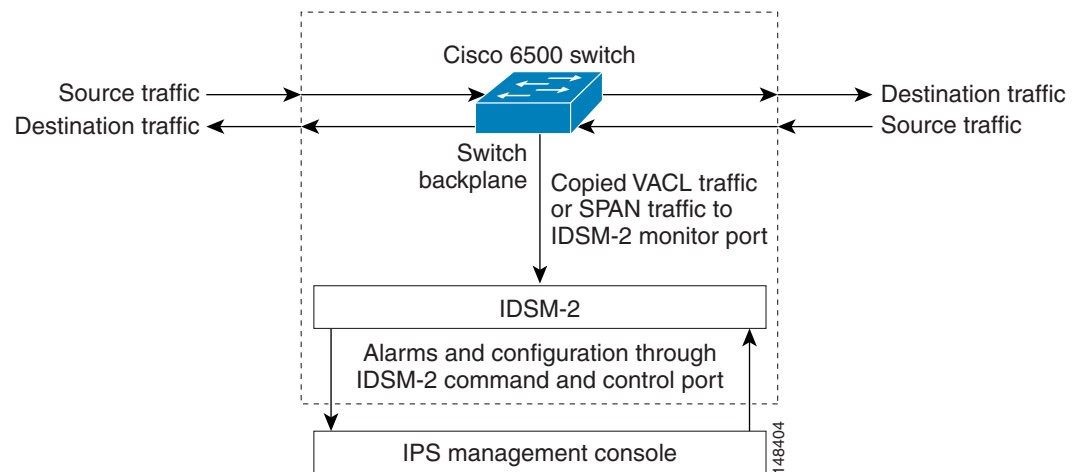 Cisco 6500 switch
Source traffic
Destination traffic
Destination traffic
Source traffic
Switch
backplane
Copied VACL traffic
or SPAN traffic to
IDSM-2 monitor port
IDSM-2
Alarms and configuration through
IDSM-2 command and control port
IPS management console
148404